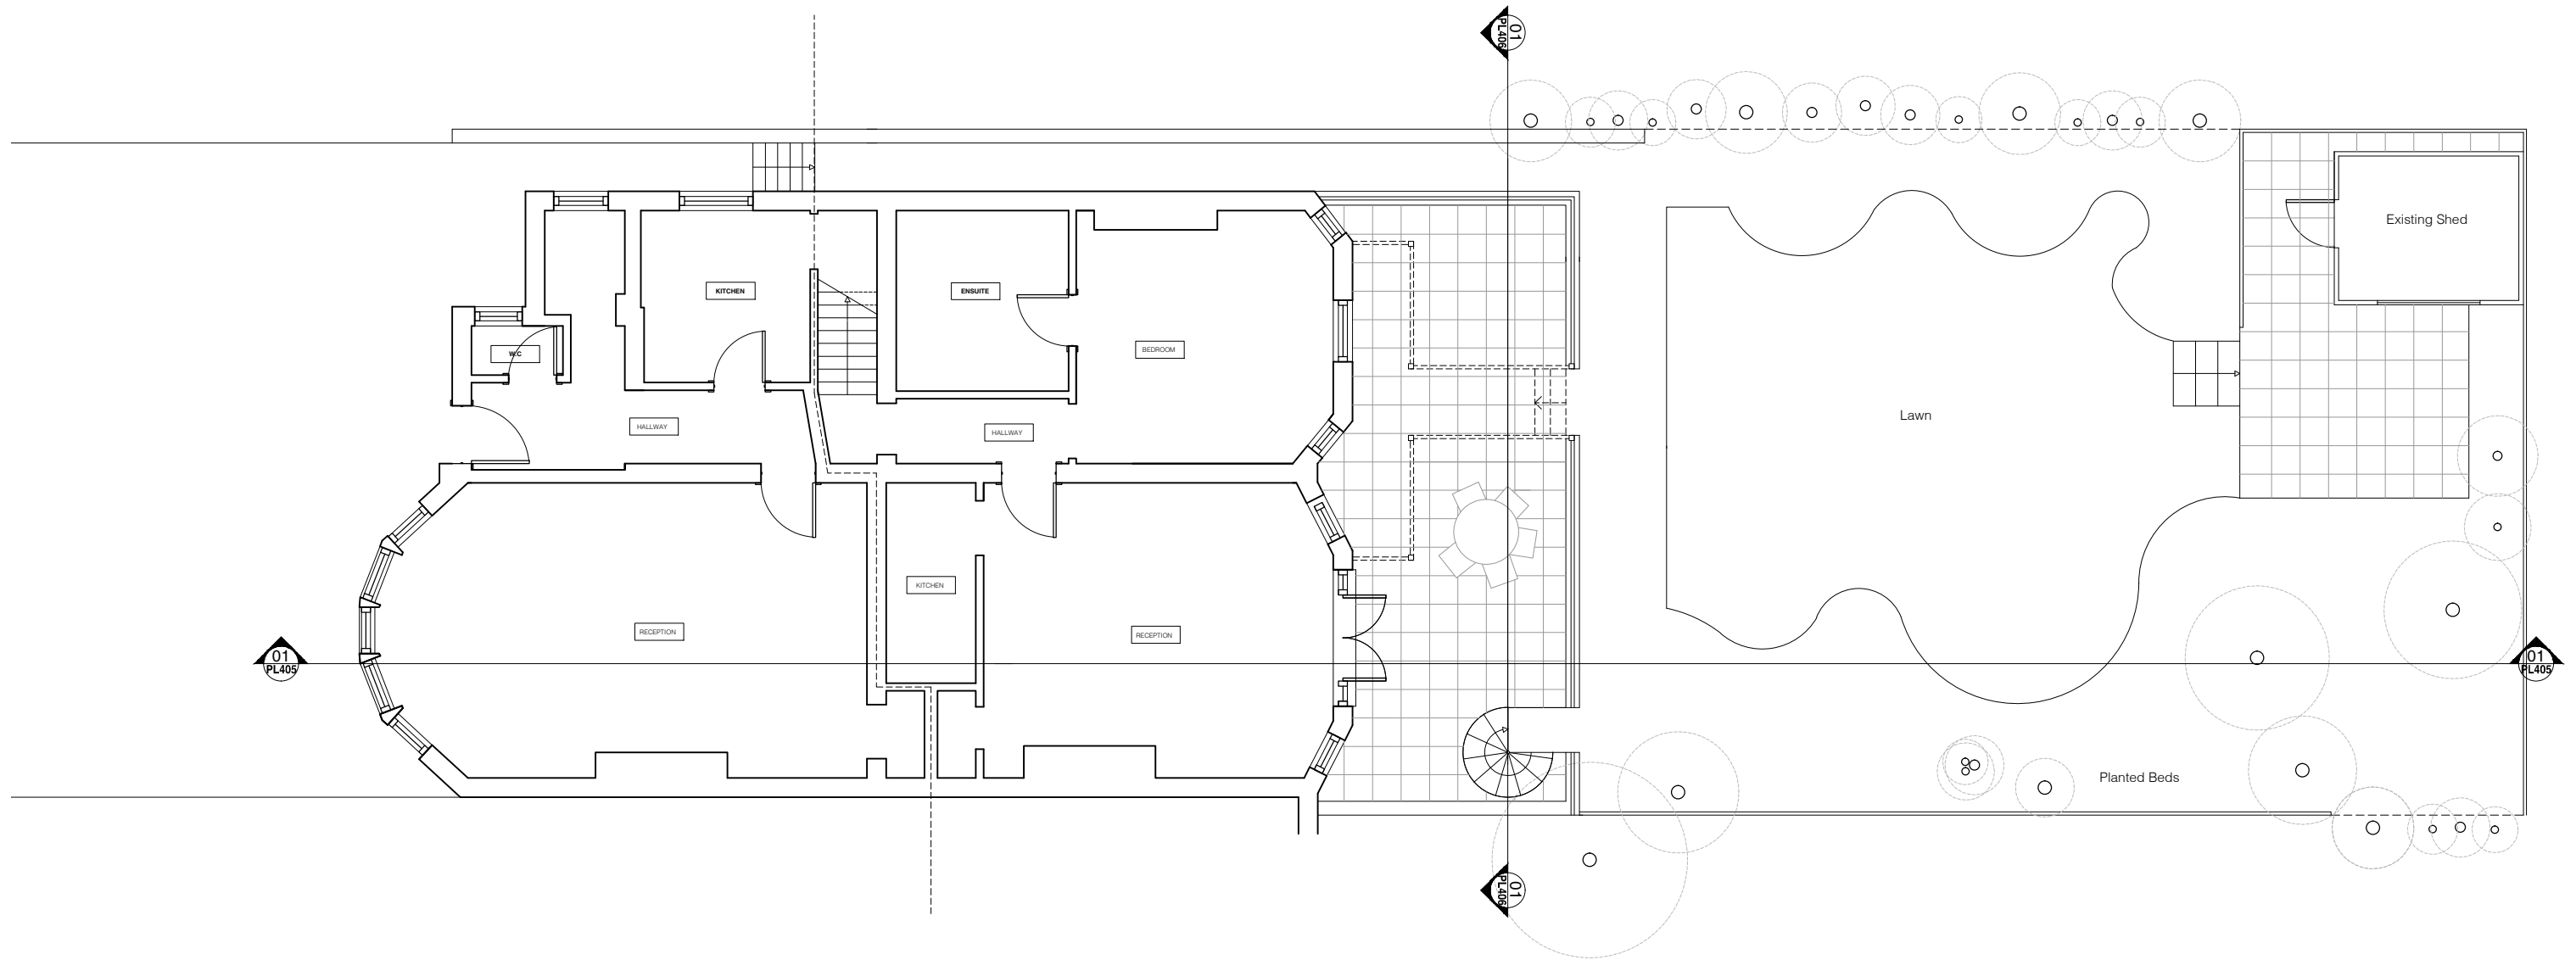 01
PL406
Existing Shed
KITCHEN
ENSUITE
W.C
BEDROOM
Lawn
HALLWAY
HALLWAY
KITCHEN
RECEPTION
RECEPTION
01
PL405
01
PL405
Planted Beds
01
PL406